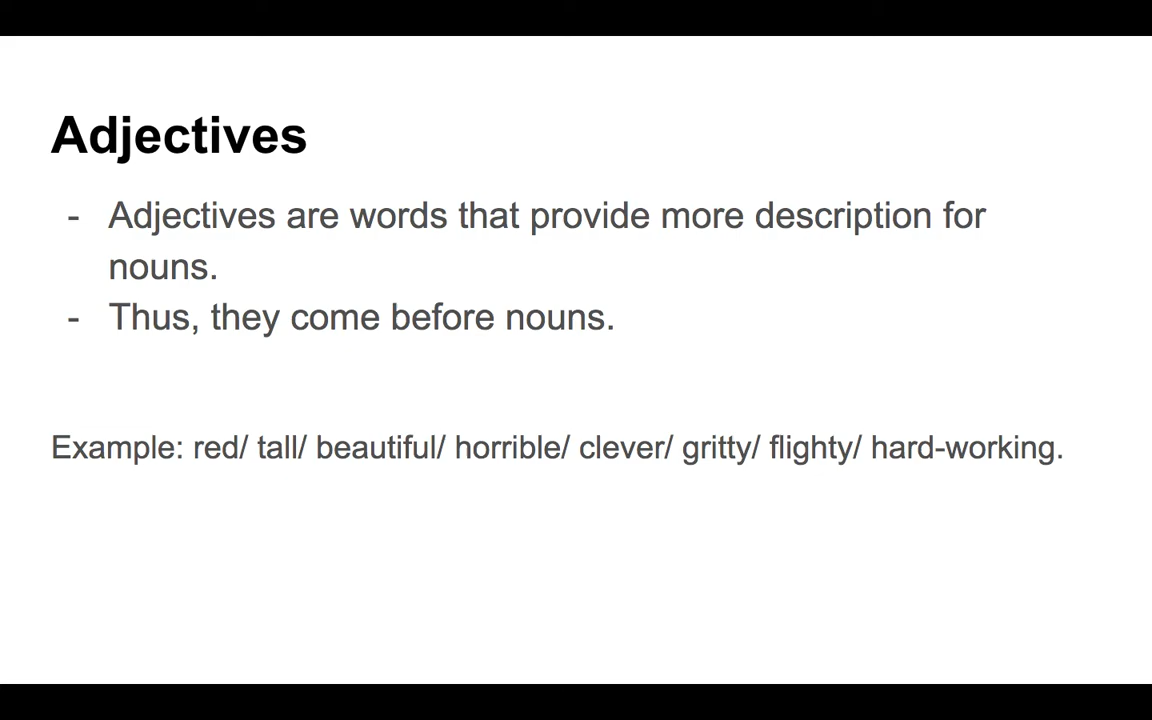 Adjectives
- Adjectives are words that provide more description for
nouns.
- Thus, they come before nouns.
Example: red/ tall/ beautiful/ horrible/ clever/ gritty/ flighty/ hard-working.